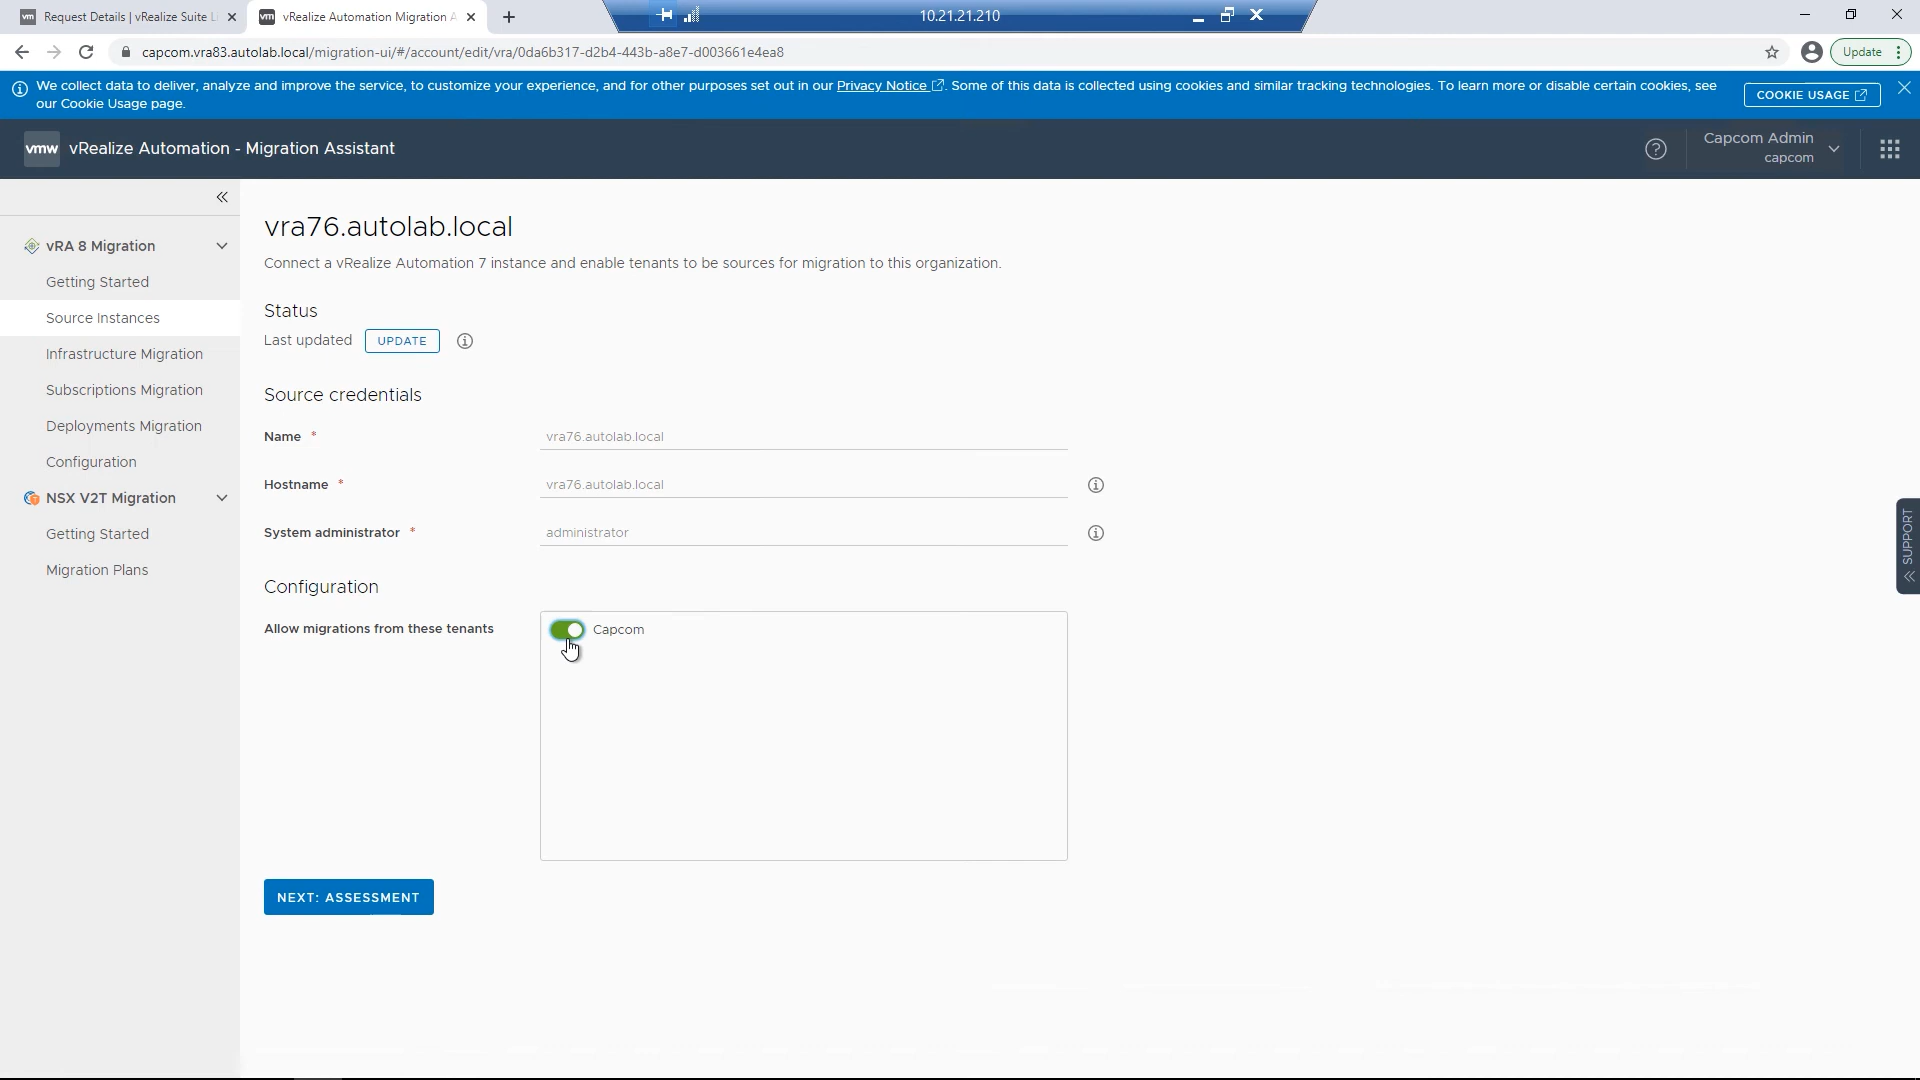 Request Details | vRealize Suite L
vRealize Automation Migration A
10.21.21.210
capcom.vra83.autolab.local/migration-ui/#/account/edit/vra/0da6b317-d2b4-443b-a8e7-d003661e4ea8
Update
We collect data to deliver, analyze and improve the service, to customize your experience, and for other purposes set out in our Privacy Notice . Some of this data is collected using cookies and similar tracking technologies. To learn more or disable certain cookies, see
our Cookie Usage page.
COOKIE USAGE
vmw vRealize Automation - Migration Assistant
Capcom Admin
capcom
vRA 8 Migration
Getting Started
Source Instances
Infrastructure Migration
Subscriptions Migration
Deployments Migration
Configuration
NSX V2T Migration
Getting Started
Migration Plans
vra76.autolab.local
Connect a vRealize Automation 7 instance and enable tenants to be sources for migration to this organization.
Status
Last updated UPDATE
Source credentials
Name * vra76.autolab.local
Hostname * vra76.autolab.local
System administrator * administrator
Configuration
Allow migrations from these tenants Capcom
NEXT: ASSESSMENT
SUPPORT